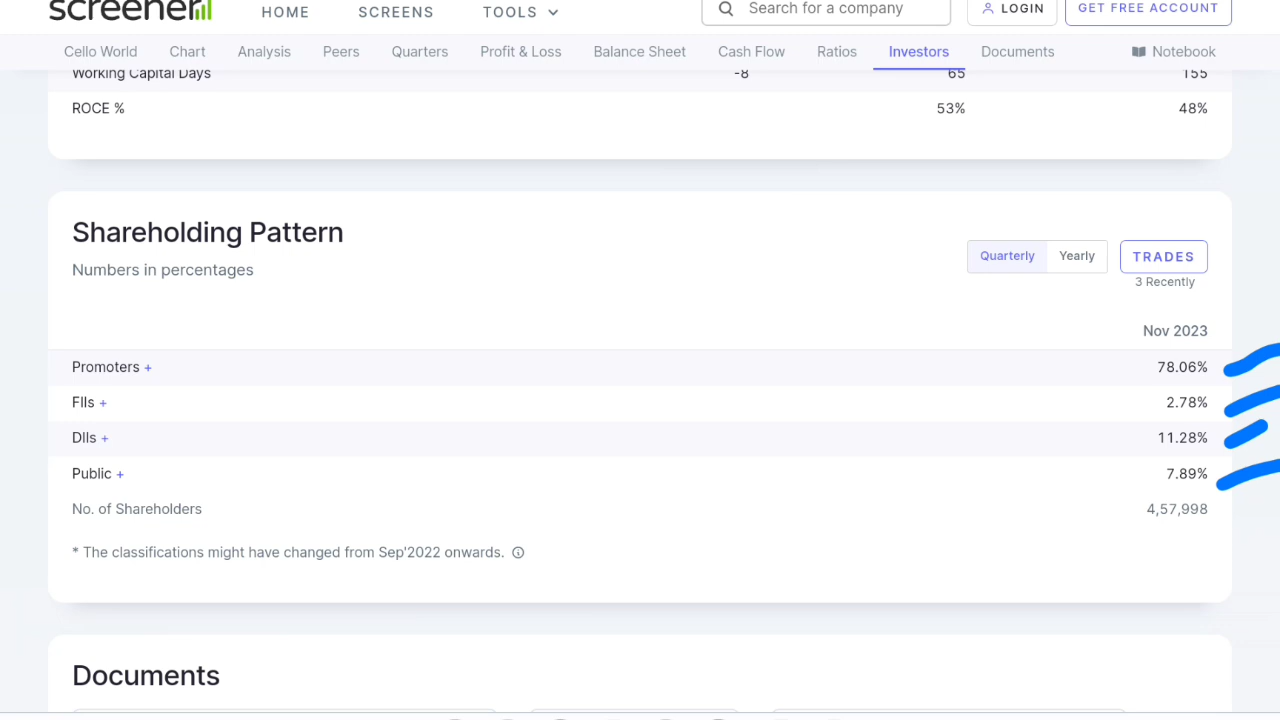 screener
HOME SCREENS TOOLS Search for a company LOGIN GET FREE ACCOUNT
Cello World Chart Analysis Peers Quarters Profit & Loss Balance Sheet Cash Flow Ratios Investors Documents Notebook
Working Capital Days -8 65 155
ROCE % 53% 48%
Shareholding Pattern
Numbers in percentages
Quarterly Yearly TRADES
3 Recently
Nov 2023
Promoters + 78.06%
FIIs + 2.78%
DIIs + 11.28%
Public + 7.89%
No. of Shareholders 4,57,998
* The classifications might have changed from Sep'2022 onwards.
Documents